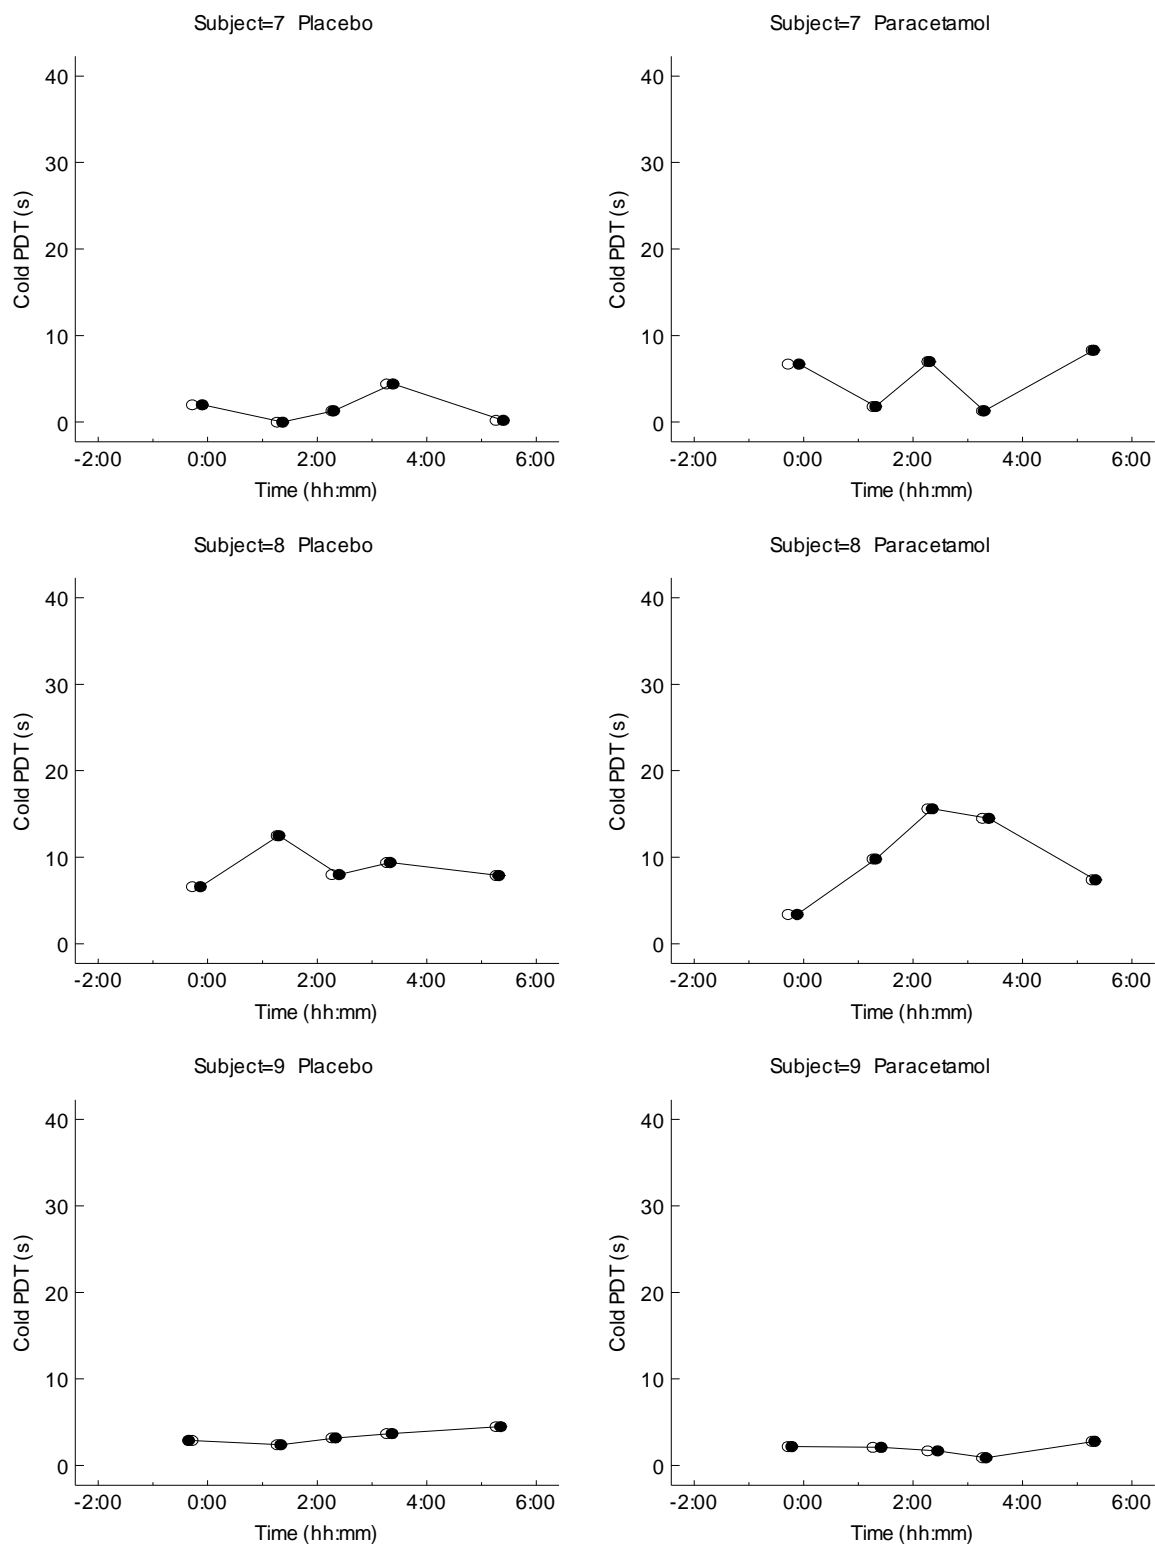 Subject=7 Placebo
40
30
20
10
0
Cold PDT (s)
-2:00 0:00 2:00 4:00 6:00
Time (hh:mm)
Subject=7 Paracetamol
40
30
20
10
0
Cold PDT (s)
-2:00 0:00 2:00 4:00 6:00
Time (hh:mm)
Subject=8 Placebo
40
30
20
10
0
Cold PDT (s)
-2:00 0:00 2:00 4:00 6:00
Time (hh:mm)
Subject=8 Paracetamol
40
30
20
10
0
Cold PDT (s)
-2:00 0:00 2:00 4:00 6:00
Time (hh:mm)
Subject=9 Placebo
40
30
20
10
0
Cold PDT (s)
-2:00 0:00 2:00 4:00 6:00
Time (hh:mm)
Subject=9 Paracetamol
40
30
20
10
0
Cold PDT (s)
-2:00 0:00 2:00 4:00 6:00
Time (hh:mm)